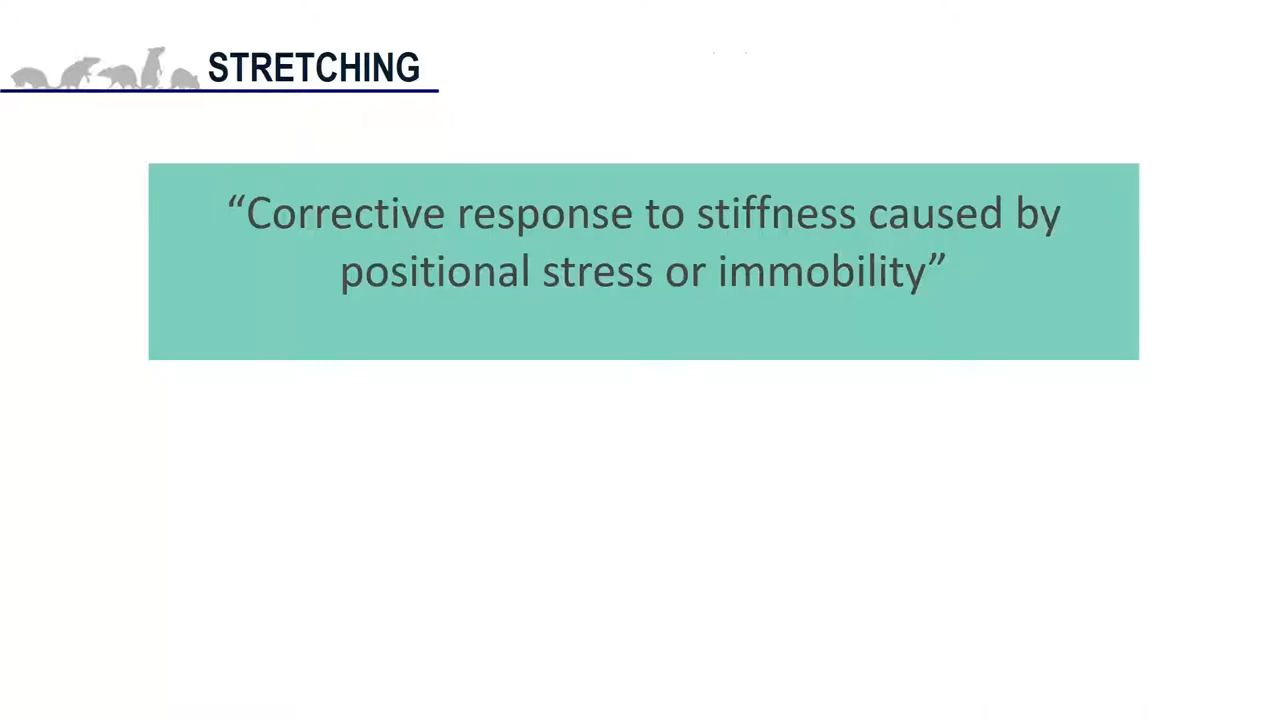 STRETCHING
“Corrective response to stiffness caused by
positional stress or immobility”